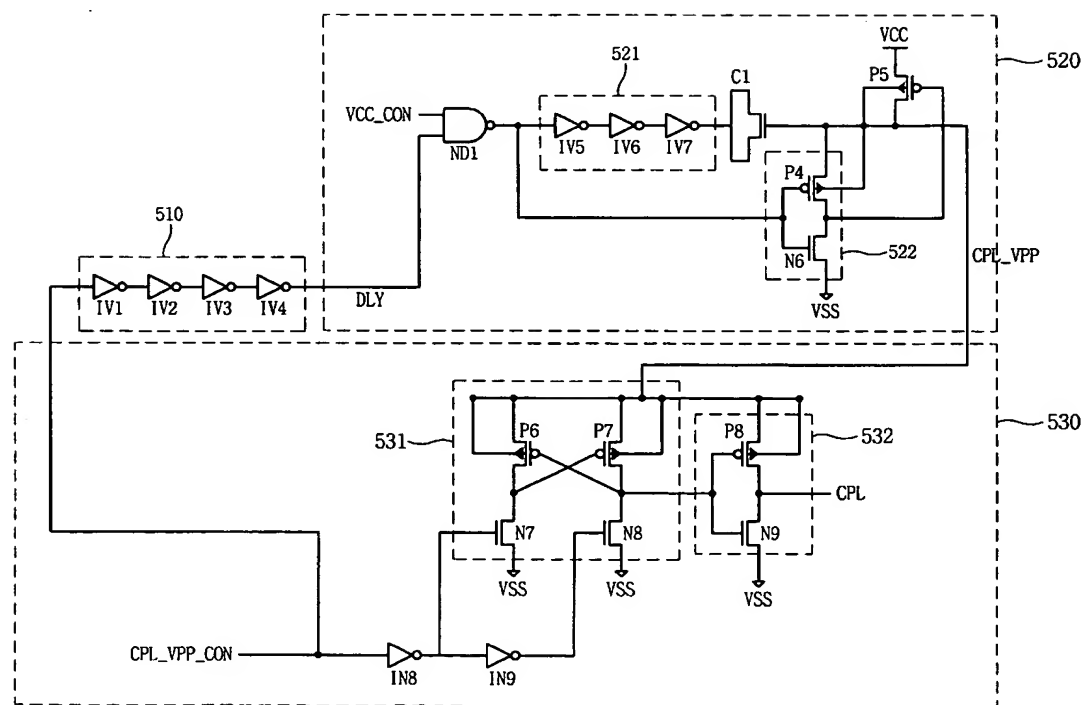 VCC
520
P5
521
C1
VCC_CON
ND1
IV5 IV6 IV7
P4
510
N6
522
CPL_VPP
IV1 IV2 IV3 IV4
DLY
VSS
P6 P7 P8
531
532
530
CPL
N7 N8 N9
VSS VSS
VSS
CPL_VPP_CON
IN8 IN9